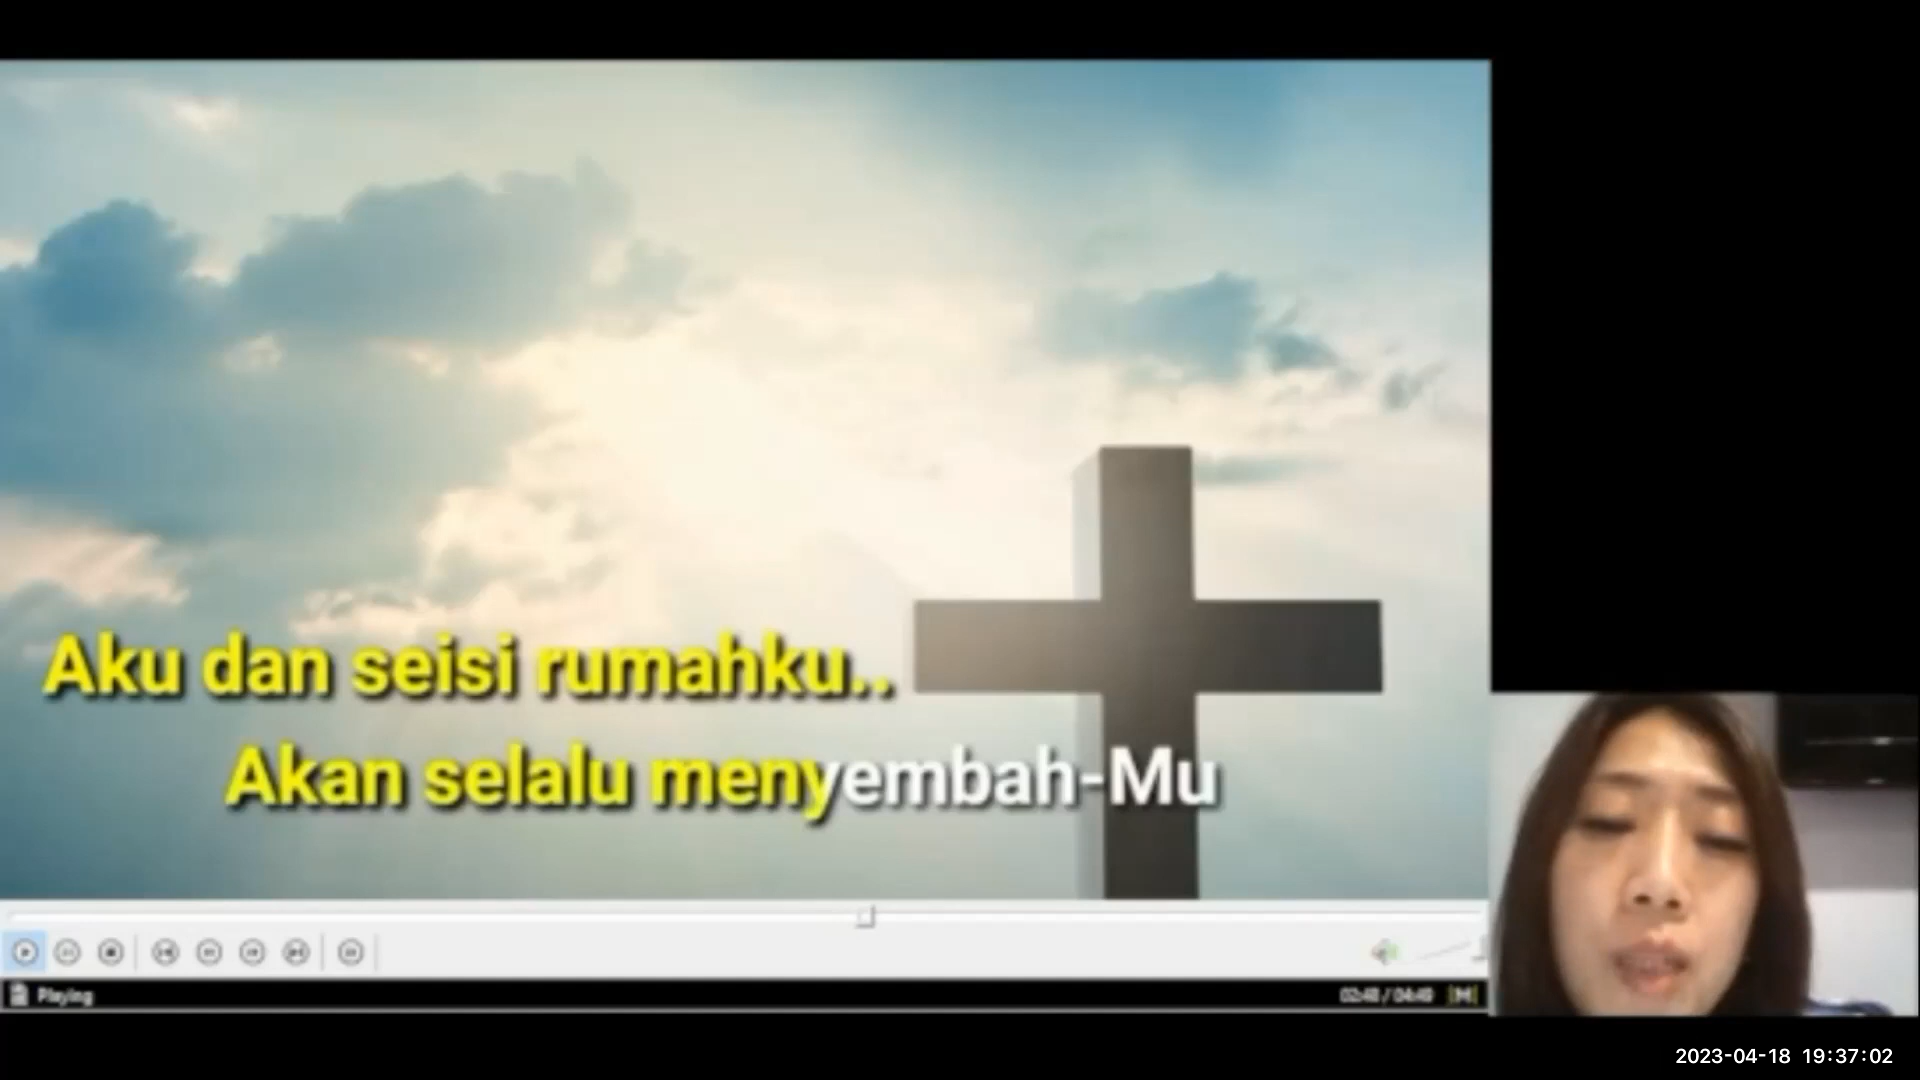 Aku dan seisi rumahku..
Akan selalu menyembah-Mu
Playing
2023-04-18 19:37:02